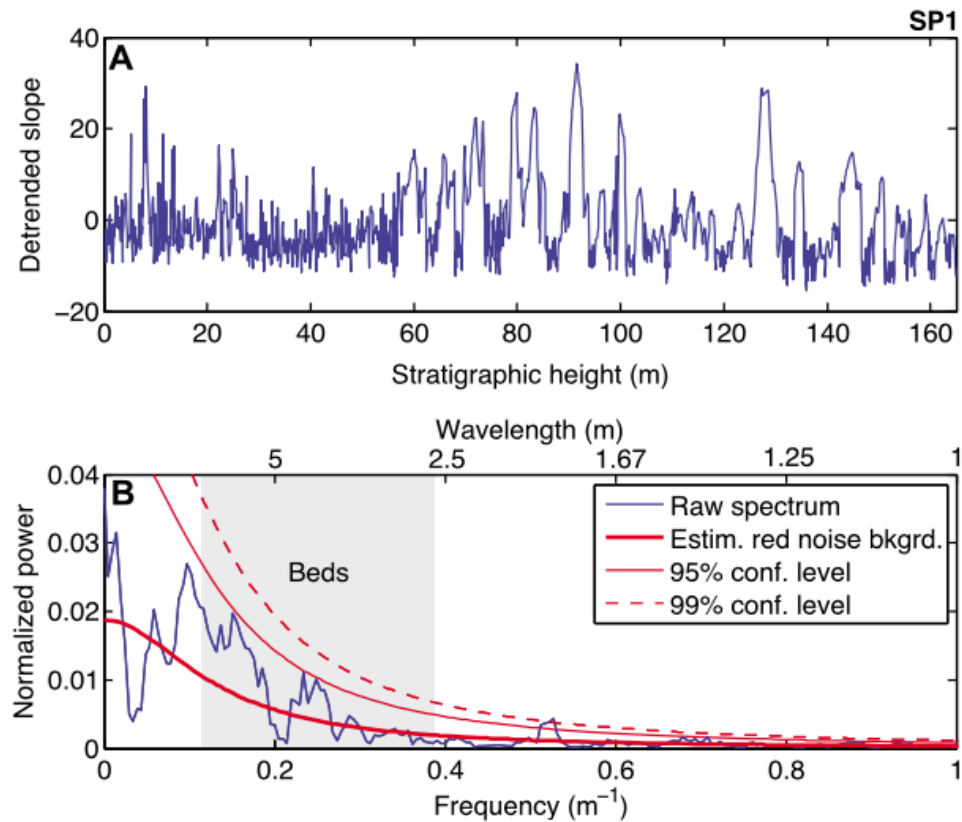 SP1
A
40
20
0
−20
Detrended slope
0 20 40 60 80 100 120 140 160
Stratigraphic height (m)
Wavelength (m)
5 2.5 1.67 1.25 1
B
0.04
0.03
0.02
0.01
0
Normalized power
Beds
Raw spectrum
Estim. red noise bkgrd.
95% conf. level
99% conf. level
0 0.2 0.4 0.6 0.8 1
Frequency (m⁻¹)